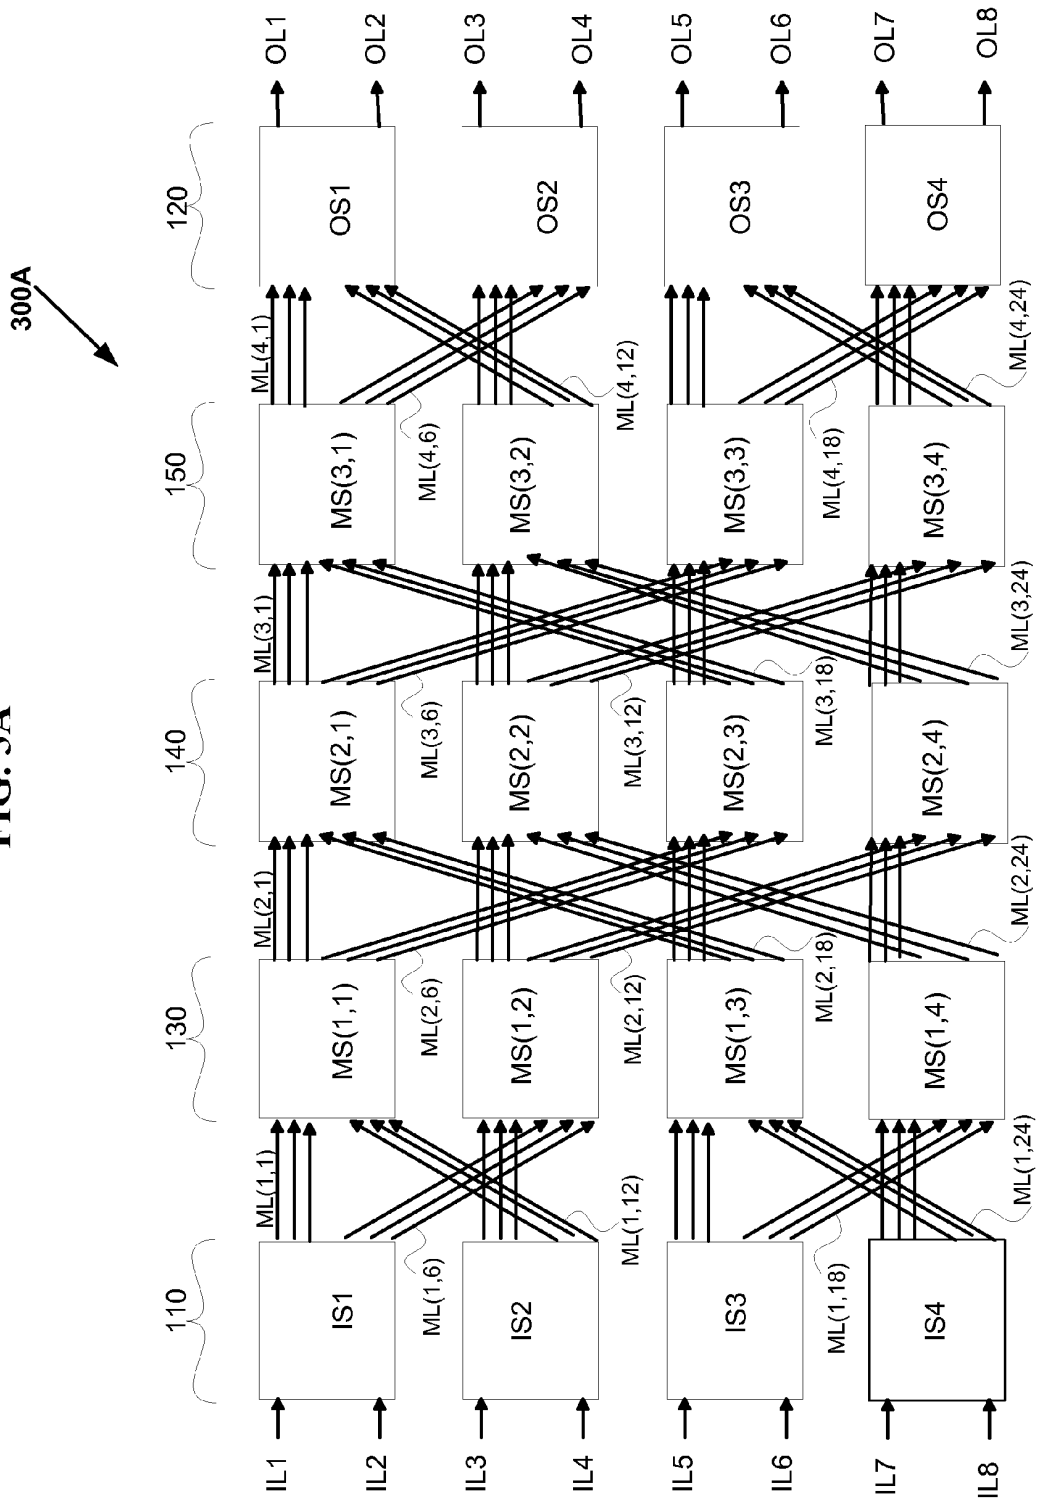 FIG. 3A
300A
110
130
140
150
120
IL1
ML(1,1)
ML(2,1)
ML(3,1)
ML(4,1)
OL1
IS1
MS(1,1)
MS(2,1)
MS(3,1)
OS1
IL2
OL2
ML(1,6)
ML(2,6)
ML(3,6)
ML(4,6)
IL3
OL3
IS2
MS(1,2)
MS(2,2)
MS(3,2)
OS2
IL4
OL4
ML(1,12)
ML(2,12)
ML(3,12)
ML(4,12)
IL5
OL5
IS3
MS(1,3)
MS(2,3)
MS(3,3)
OS3
IL6
OL6
ML(1,18)
ML(2,18)
ML(3,18)
ML(4,18)
IL7
OL7
IS4
MS(1,4)
MS(2,4)
MS(3,4)
OS4
IL8
OL8
ML(1,24)
ML(2,24)
ML(3,24)
ML(4,24)